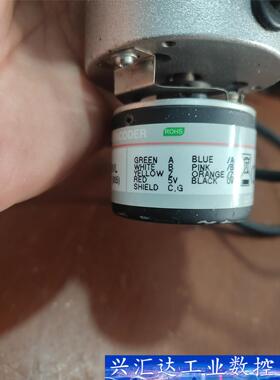 CODER
ROHS
GREEN A BLUE /A
WHITE B PINK /B
YELLOW Z ORANGE /Z
RED 5V BLACK 0V
SHIELD C.G
兴汇达工业数控